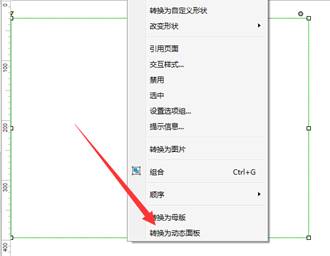 0
转换为自定义形状
改变形状
引用页面
100
交互样式...
禁用
选中
设置选项组...
200
提示信息...
转换为图片
组合 Ctrl+G
300
顺序
转换为母版
转换为动态面板
400